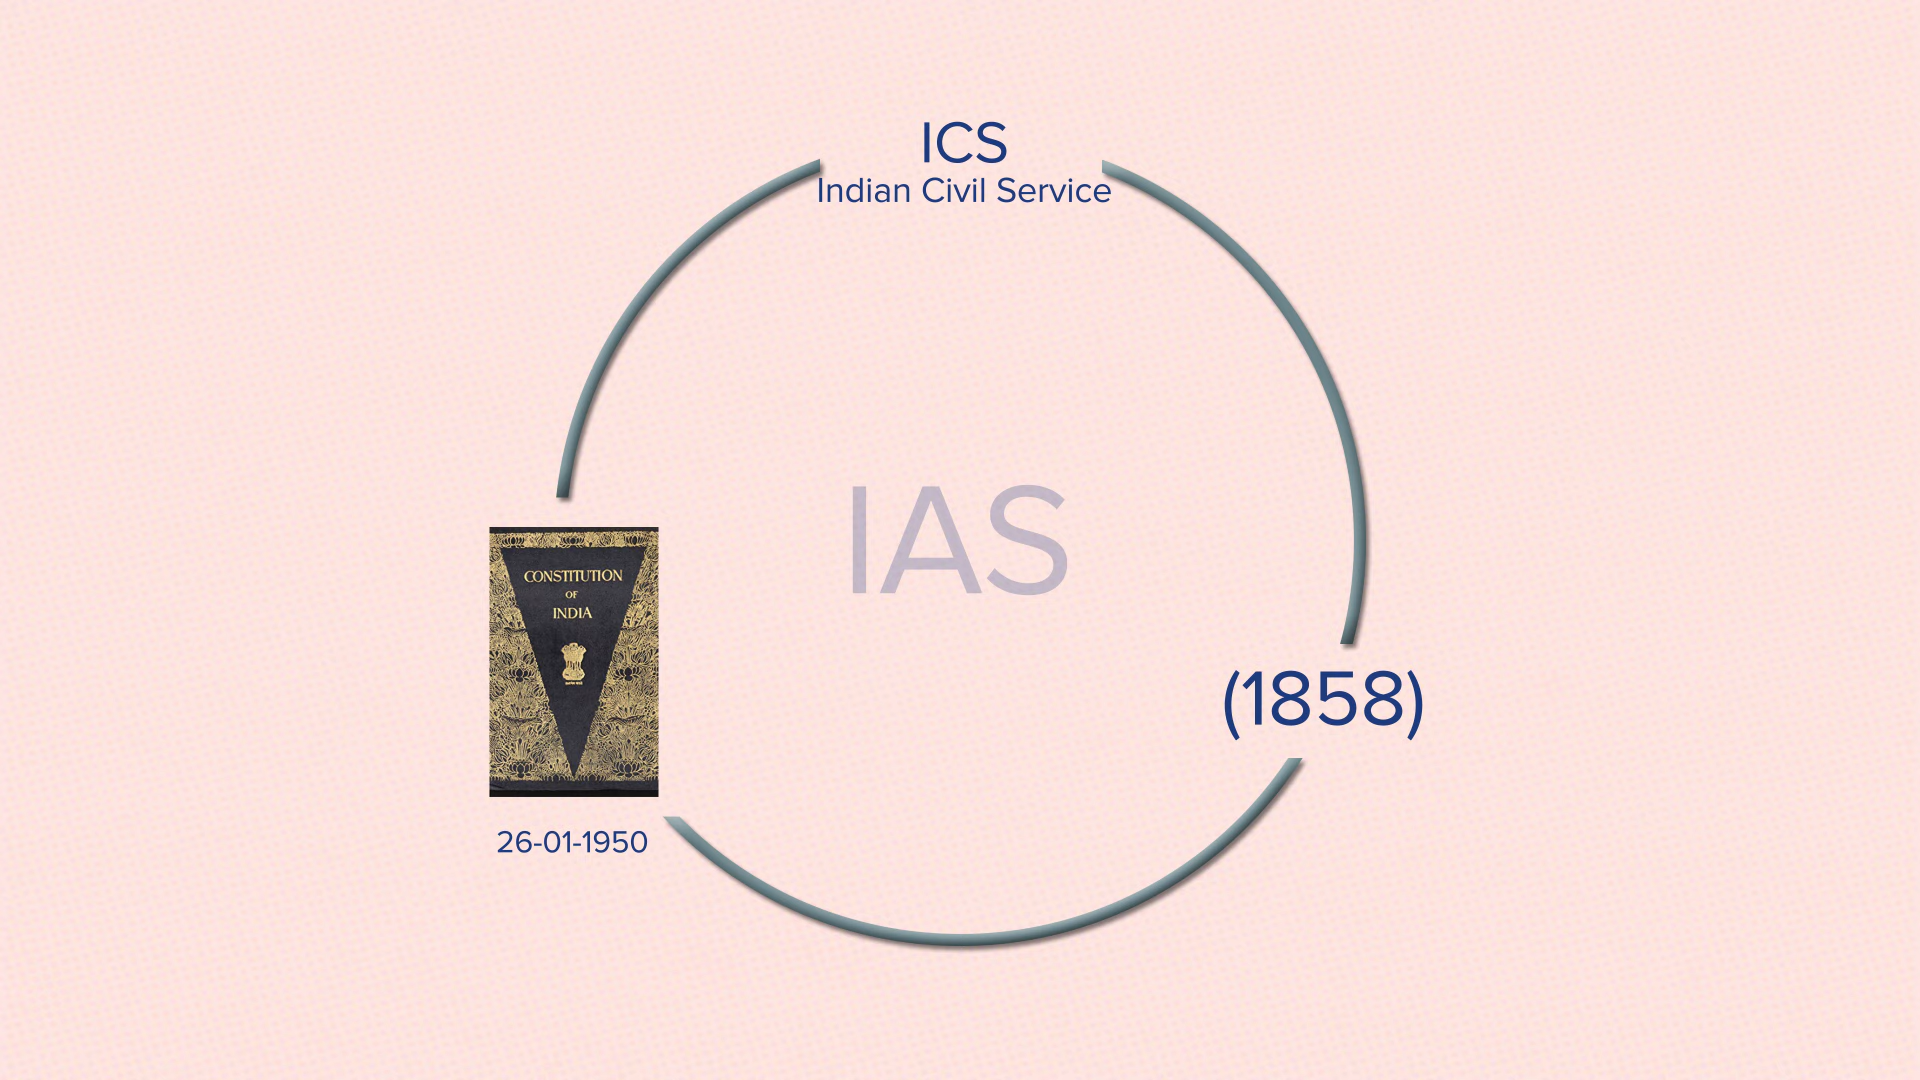 ICS
Indian Civil Service
IAS
CONSTITUTION
OF
INDIA
(1858)
26-01-1950